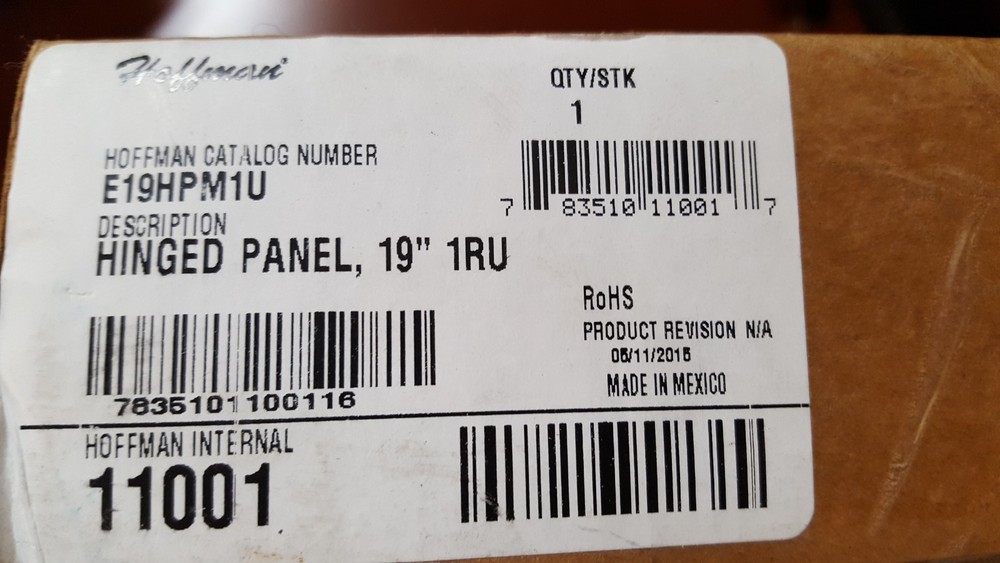 Hoffman
QTY/STK
1
HOFFMAN CATALOG NUMBER
E19HPM1U
7 83510 11001 7
DESCRIPTION
HINGED PANEL, 19" 1RU
RoHS
PRODUCT REVISION N/A
05/11/2015
MADE IN MEXICO
7835101100116
HOFFMAN INTERNAL
11001